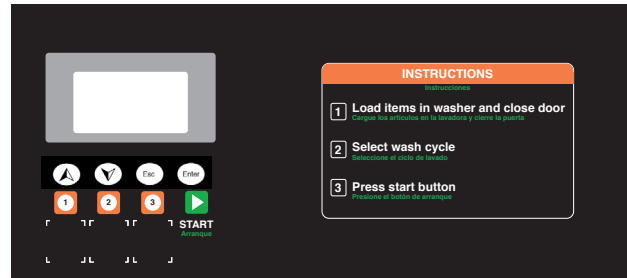 Esc
Enter
1
2
3
START
Arranque
INSTRUCTIONS
Instrucciones
1 Load items in washer and close door
Cargue los artículos en la lavadora y cierre la puerta
2 Select wash cycle
Seleccione el ciclo de lavado
3 Press start button
Presione el botón de arranque